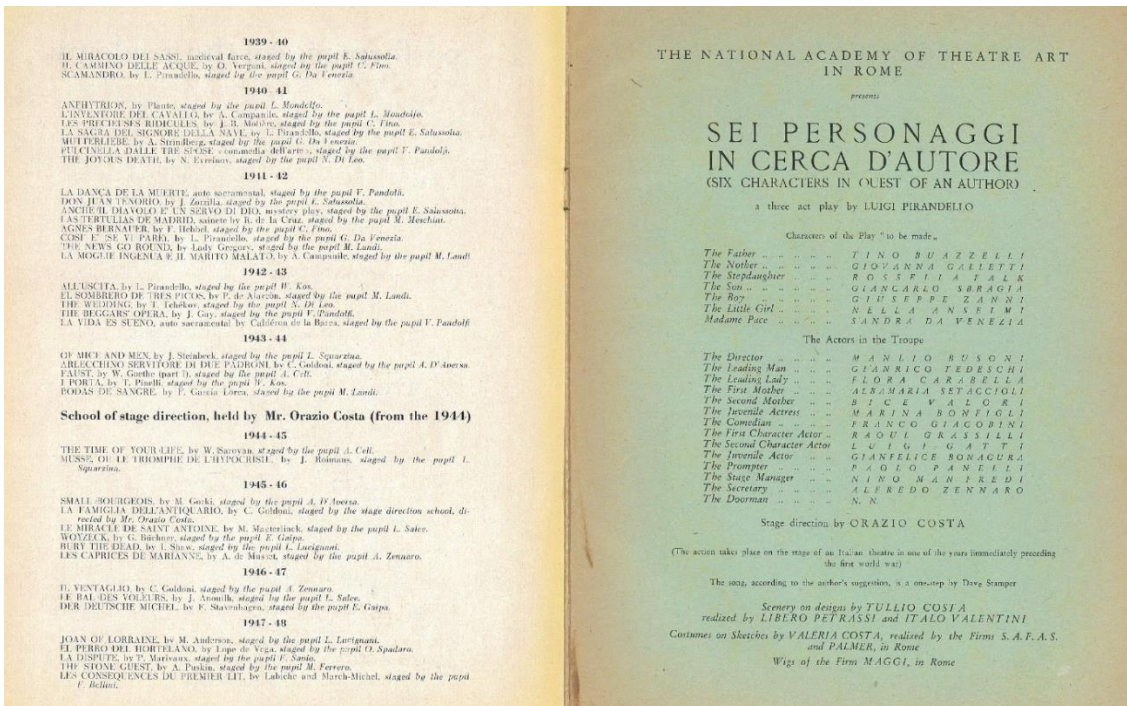 1939 - 40
IL MIRACOLO DEI SASSI, medieval farce, staged by the pupil E. Salussolia.
IL CAMMINO DELLE ACQUE, by O. Vergani, staged by the pupil C. Fino.
SCAMANDRO, by L. Pirandello, staged by the pupil G. Da Venezia.
1940 - 41
ANFHYTRION, by Plaute, staged by the pupil L. Mondolfo.
L'INVENTORE DEL CAVALLO, by A. Campanile, staged by the pupil L. Mondolfo.
LES PRECIEUSES RIDICULES, by J. B. Molière, staged by the pupil C. Fino.
LA SAGRA DEL SIGNORE DELLA NAVE, by L. Pirandello, staged by the pupil E. Salussolia.
MUTTERLIEBE, by A. Strindberg, staged by the pupil G. Da Venezia.
PULCINELLA DALLE TRE SPOSE (commedia dell'arte), staged by the pupil V. Pandolfi.
THE JOYOUS DEATH, by N. Evreinov, staged by the pupil N. Di Leo.
1941 - 42
LA DANÇA DE LA MUERTE, auto sacramental, staged by the pupil V. Pandolfi.
DON JUAN TENORIO, by J. Zorrilla, staged by the pupil E. Salussolia.
ANCHE IL DIAVOLO E' UN SERVO DI DIO, mystery play, staged by the pupil E. Salussolia.
LAS TERTULIAS DE MADRID, sainete by R. de la Cruz, staged by the pupil M. Meschini.
AGNES BERNAUER, by F. Hebbel, staged by the pupil C. Fino.
COSI' E' (SE VI PARE), by L. Pirandello, staged by the pupil G. Da Venezia.
THE NEWS GO ROUND, by Lady Gregory, staged by the pupil M. Landi.
LA MOGLIE INGENUA E IL MARITO MALATO, by A. Campanile, staged by the pupil M. Landi
1942 - 43
ALL'USCITA, by L. Pirandello, staged by the pupil W. Kos.
EL SOMBRERO DE TRES PICOS, by P. de Alarcòn, staged by the pupil M. Landi.
THE WEDDING, by T. Tchékov, staged by the pupil N. Di Leo.
THE BEGGARS' OPERA, by J. Gay, staged by the pupil V. Pandolfi.
LA VIDA ES SUENO, auto sacramental by Calderon de la Barca, staged by the pupil V. Pandolfi
1943 - 44
OF MICE AND MEN, by J. Steinbeck, staged by the pupil L. Squarzina.
ARLECCHINO SERVITORE DI DUE PADRONI, by C. Goldoni, staged by the pupil A. D'Aversa.
FAUST, by W. Goethe (part I), staged by the pupil A. Cell.
I PORTA, by T. Pinelli, staged by the pupil W. Kos.
BODAS DE SANGRE, by F. Garcia Lorca, staged by the pupil M. Landi.
School of stage direction, held by Mr. Orazio Costa (from the 1944)
1944 - 45
THE TIME OF YOUR LIFE, by W. Saroyan, staged by the pupil A. Cell.
MUSSE, OU LE TRIOMPHE DE L'HYPOCRISIE, by J. Romans, staged by the pupil L.
Squarzina.
1945 - 46
SMALL BOURGEOIS, by M. Gorki, staged by the pupil A. D'Aversa.
LA FAMIGLIA DELL'ANTIQUARIO, by C. Goldoni, staged by the stage direction school, di-
rected by Mr. Orazio Costa.
LE MIRACLE DE SAINT ANTOINE, by M. Maeterlinck, staged by the pupil L. Salce.
WOYZECK, by G. Büchner, staged by the pupil E. Gaipa.
BURY THE DEAD, by I. Shaw, staged by the pupil L. Lucignani.
LES CAPRICES DE MARIANNE, by A. de Musset, staged by the pupil A. Zennaro.
1946 - 47
IL VENTAGLIO, by C. Goldoni, staged by the pupil A. Zennaro.
LE BAL DES VOLEURS, by J. Anouilh, staged by the pupil L. Salce.
DER DEUTSCHE MICHEL, by F. Stavenhagen, staged by the pupil E. Gaipa.
1947 - 48
JOAN OF LORRAINE, by M. Anderson, staged by the pupil L. Lucignani.
EL PERRO DEL HORTELANO, by Lope de Vega, staged by the pupil O. Spadaro.
LA DISPUTE, by P. Marivaux, staged by the pupil F. Savio.
THE STONE GUEST, by A. Puskin, staged by the pupil M. Ferrero.
LES CONSEQUENCES DU PREMIER LIT, by Labiche and March-Michel, staged by the pupil
F. Bellini.
THE NATIONAL ACADEMY OF THEATRE ART
IN ROME
presents
SEI PERSONAGGI
IN CERCA D'AUTORE
(SIX CHARACTERS IN QUEST OF AN AUTHOR)
a three act play by LUIGI PIRANDELLO
Characters of the Play "to be made„
The Father .. .. .. .. TINO BUAZZELLI
The Nother .. .. .. .. GIOVANNA GALLETTI
The Stepdaughter .. .. .. ROSSELLA FALK
The Son .. .. .. .. GIANCARLO SBRAGIA
The Boy .. .. .. .. GIUSEPPE ZANNI
The Little Girl .. .. .. NELLA ANSELMI
Madame Pace .. .. .. SANDRA DA VENEZIA
The Actors in the Troupe
The Director .. .. .. MANLIO BUSONI
The Leading Man .. .. .. GIANRICO TEDESCHI
The Leading Lady .. .. .. FLORA CARABELLA
The First Mother .. .. .. ALBAMARIA SETACCIOLI
The Second Mother .. .. BICE VALORI
The Juvenile Actress .. .. MARINA BONFIGLI
The Comedian .. .. .. FRANCO GIACOBINI
The First Character Actor .. RAOUL GRASSILLI
The Second Character Actor LUIGI GATTI
The Juvenile Actor .. .. GIANFELICE BONAGURA
The Prompter .. .. .. PAOLO PANELLI
The Stage Manager .. .. NINO MANFREDI
The Secretary .. .. .. ALFREDO ZENNARO
The Doorman .. .. .. N. N.
Stage direction by ORAZIO COSTA
(The action takes place on the stage of an Italian theatre in one of the years immediately preceding
the first world war)
The song, according to the author's suggestion, is a one-step by Dave Stamper
Scenery on designs by TULLIO COSTA
realized by LIBERO PETRASSI and ITALO VALENTINI
Costumes on Sketches by VALERIA COSTA, realized by the Firms S. A. F. A. S.
and PALMER, in Rome
Wigs of the Firm MAGGI, in Rome